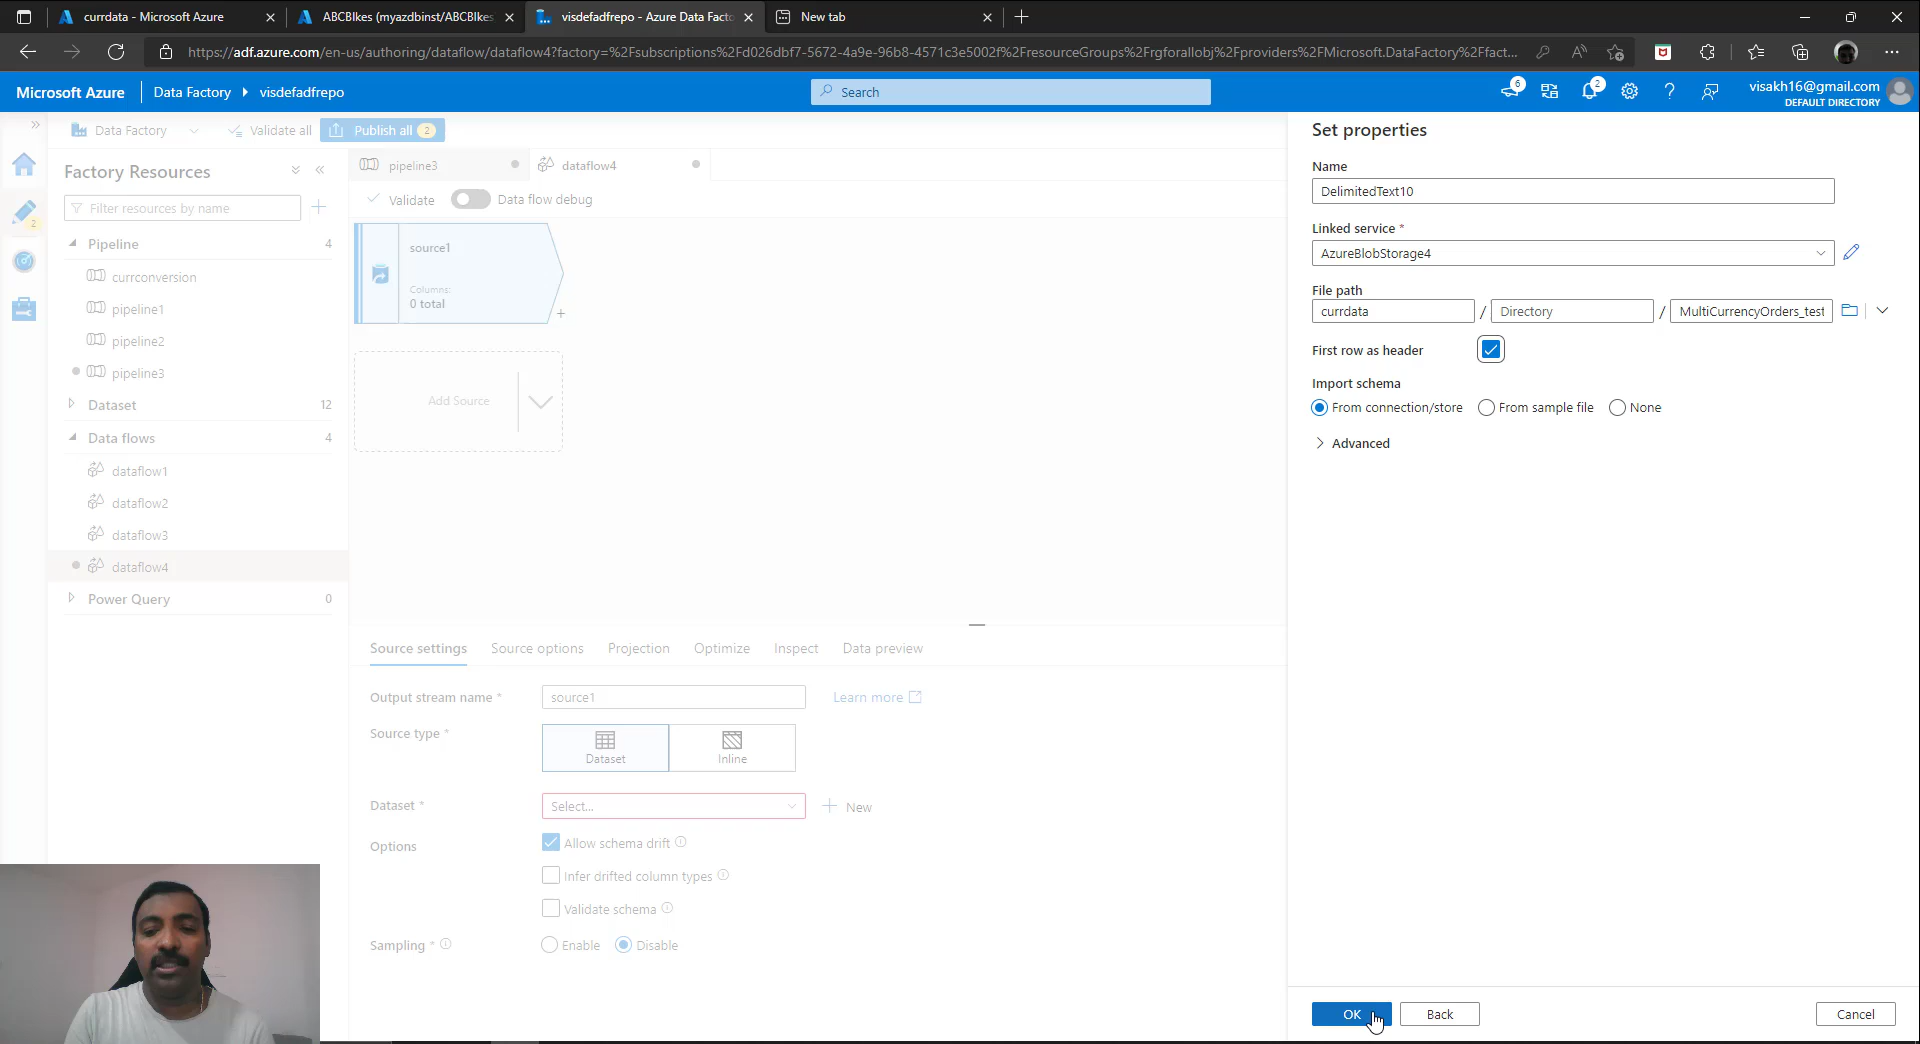 currdata - Microsoft Azure
ABCBIkes (myazdbinst/ABCBIkes
visdefadfrepo - Azure Data Facto
New tab
https://adf.azure.com/en-us/authoring/dataflow/dataflow4?factory=%2Fsubscriptions%2Fd026dbf7-5672-4a9e-96b8-4571c3e5002f%2FresourceGroups%2Frgforallobj%2Fproviders%2FMicrosoft.DataFactory%2Ffact...
Microsoft Azure
Data Factory
visdefadfrepo
Search
6
2
visakh16@gmail.com
DEFAULT DIRECTORY
Data Factory
Validate all
Publish all 2
Factory Resources
Filter resources by name
2
Pipeline 4
currconversion
pipeline1
pipeline2
pipeline3
Dataset 12
Data flows 4
dataflow1
dataflow2
dataflow3
dataflow4
Power Query 0
pipeline3
dataflow4
Validate
Data flow debug
source1
Columns:
0 total
+
Add Source
Source settings
Source options
Projection
Optimize
Inspect
Data preview
Output stream name *
source1
Learn more
Source type *
Dataset
Inline
Dataset *
Select...
New
Options
Allow schema drift
Infer drifted column types
Validate schema
Sampling *
Enable
Disable
Set properties
Name
DelimitedText10
Linked service *
AzureBlobStorage4
File path
currdata / Directory / MultiCurrencyOrders_test
First row as header
Import schema
From connection/store
From sample file
None
Advanced
OK
Back
Cancel